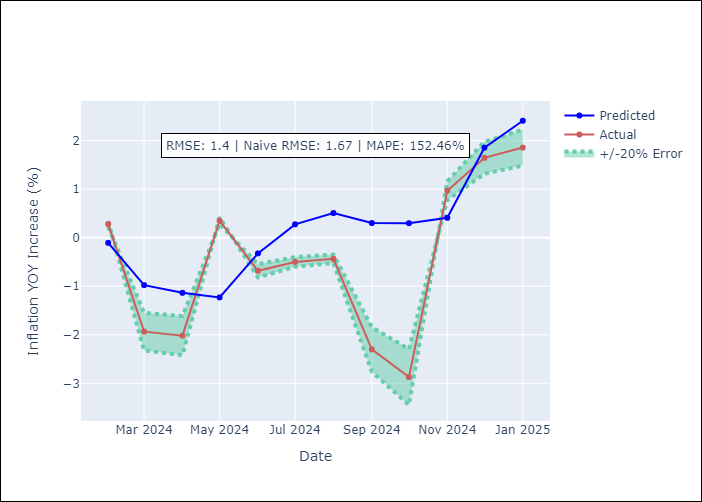 RMSE: 1.4 | Naive RMSE: 1.67 | MAPE: 152.46%
Predicted
Actual
+/-20% Error
Inflation YOY Increase (%)
2
1
0
−1
−2
−3
Mar 2024
May 2024
Jul 2024
Sep 2024
Nov 2024
Jan 2025
Date